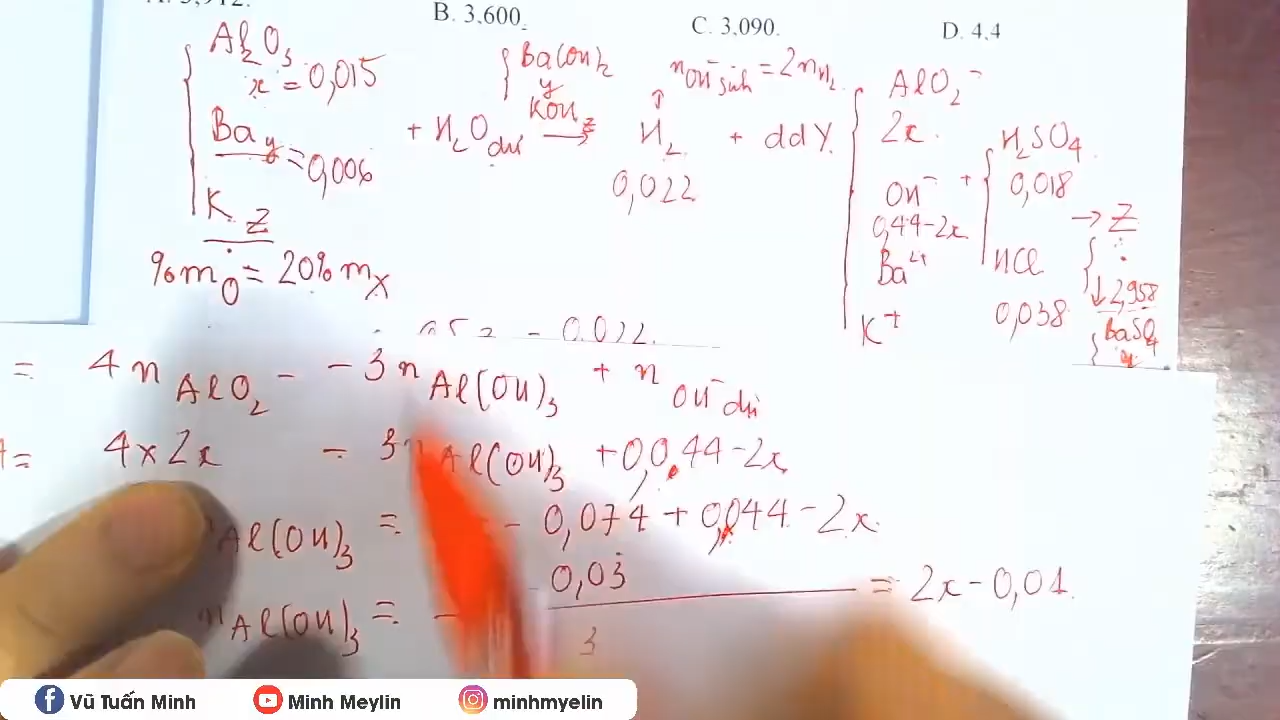 B. 3,600. C. 3,090. D. 4,4
Al2O3
x = 0,015
Ba y = 0,006
K z
%mO = 20% mX
+ H2O dư
Ba(OH)2
y
KOH z
→
nOH- sinh = 2nH2
H2 ↑
0,022
+ ddY
AlO2-
2x
OH-
0,44-2x
Ba2+
K+
+
H2SO4
0,018
HCl
0,038
→ Z
↓ 2,958
BaSO4
= 4nAlO2- - 3nAl(OH)3 + nOH- dư
= 4x2x - 3nAl(OH)3 + 0,044-2x
Al(OH)3 = - 0,074 + 0,044 - 2x
Al(OH)3 = - 0,03 = 2x - 0,01
3
Vũ Tuấn Minh Minh Meylin minhmyelin